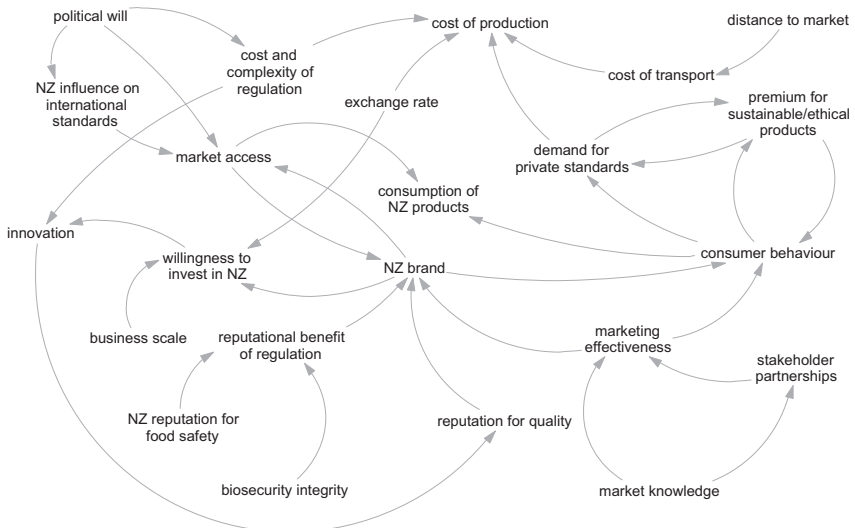 political will
cost of production
distance to market
cost and
complexity of
regulation
cost of transport
NZ influence on
international
standards
exchange rate
premium for
sustainable/ethical
products
market access
demand for
private standards
consumption of
NZ products
innovation
willingness to
invest in NZ
NZ brand
consumer behaviour
business scale
reputational benefit
of regulation
marketing
effectiveness
stakeholder
partnerships
NZ reputation for
food safety
reputation for quality
biosecurity integrity
market knowledge